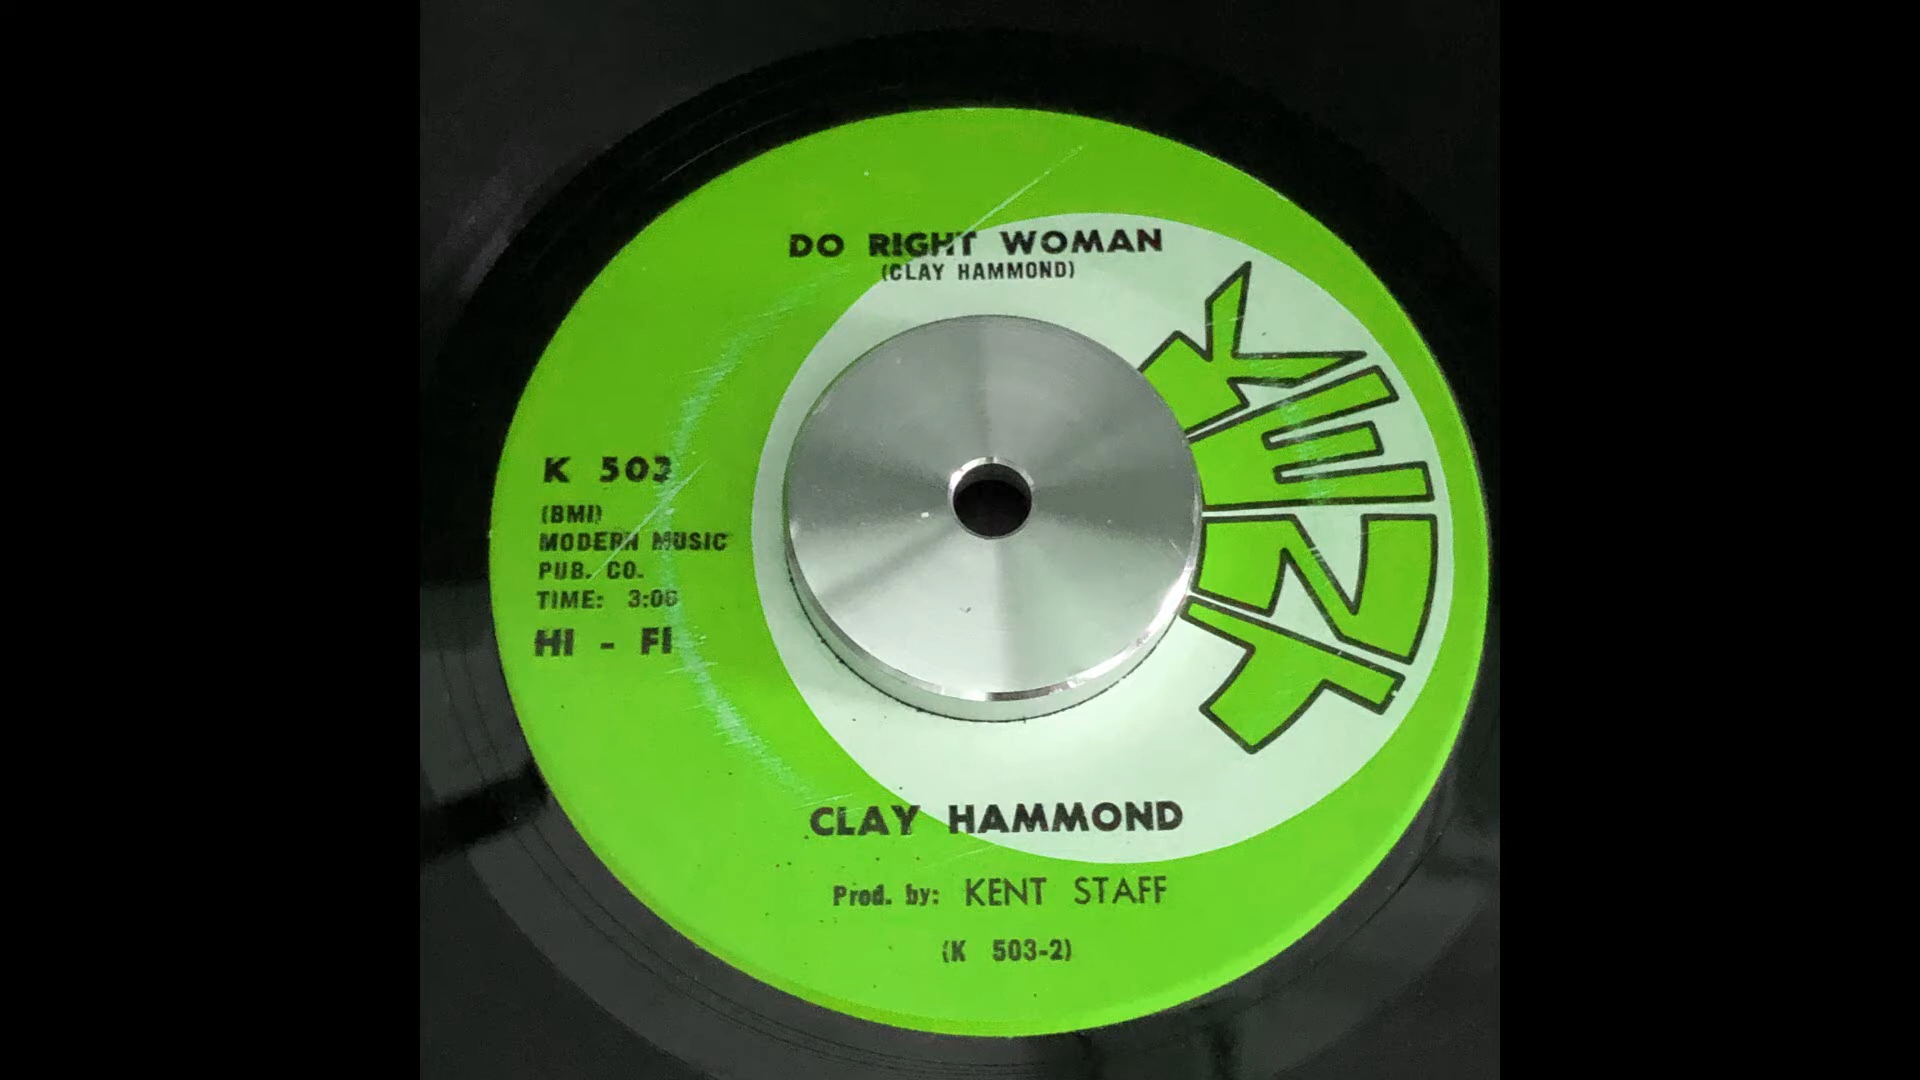 DO RIGHT WOMAN
(CLAY HAMMOND)
KENT
K 503
(BMI)
MODERN MUSIC
PUB. CO.
TIME: 3:06
HI - FI
CLAY HAMMOND
Prod. by: KENT STAFF
(K 503-2)